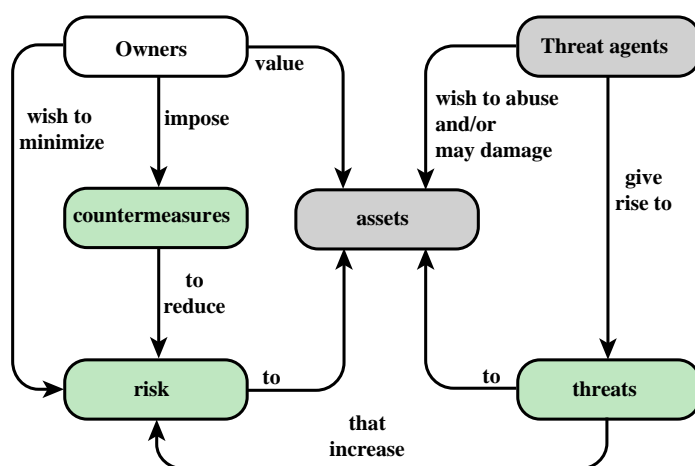 Owners
value
Threat agents
wish to
minimize
impose
wish to abuse
and/or
may damage
countermeasures
assets
give
rise to
to
reduce
risk
to
to
threats
that
increase